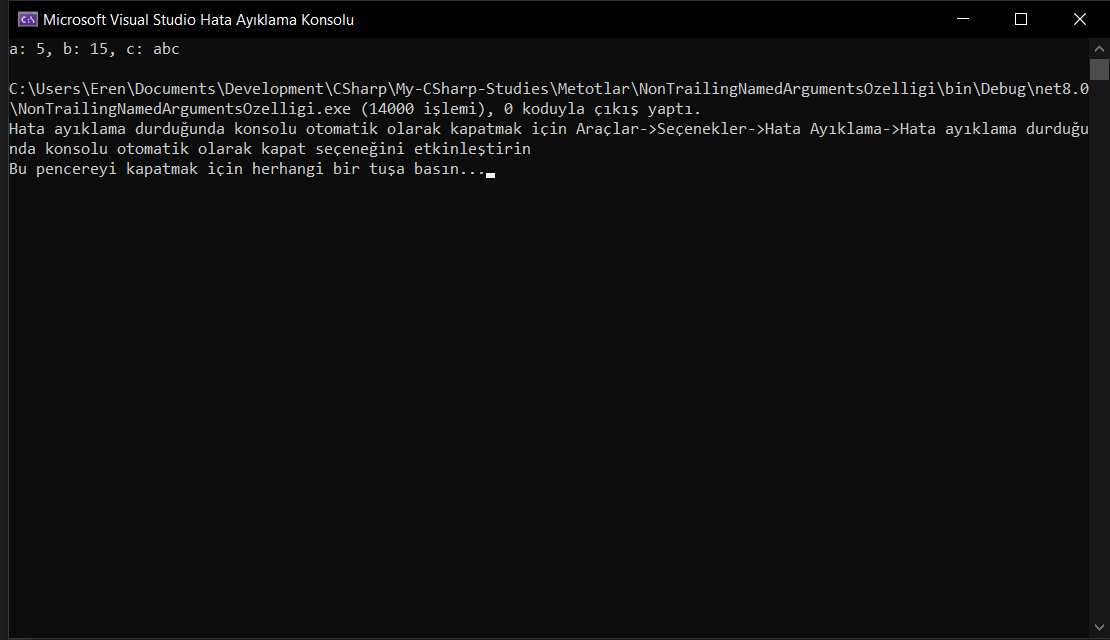 Microsoft Visual Studio Hata Ayıklama Konsolu
a: 5, b: 15, c: abc
C:\Users\Eren\Documents\Development\CSharp\My-CSharp-Studies\Metotlar\NonTrailingNamedArgumentsOzelligi\bin\Debug\net8.0
\NonTrailingNamedArgumentsOzelligi.exe (14000 işlemi), 0 koduyla çıkış yaptı.
Hata ayıklama durduğunda konsolu otomatik olarak kapatmak için Araçlar->Seçenekler->Hata Ayıklama->Hata ayıklama durduğu
nda konsolu otomatik olarak kapat seçeneğini etkinleştirin
Bu pencereyi kapatmak için herhangi bir tuşa basın...